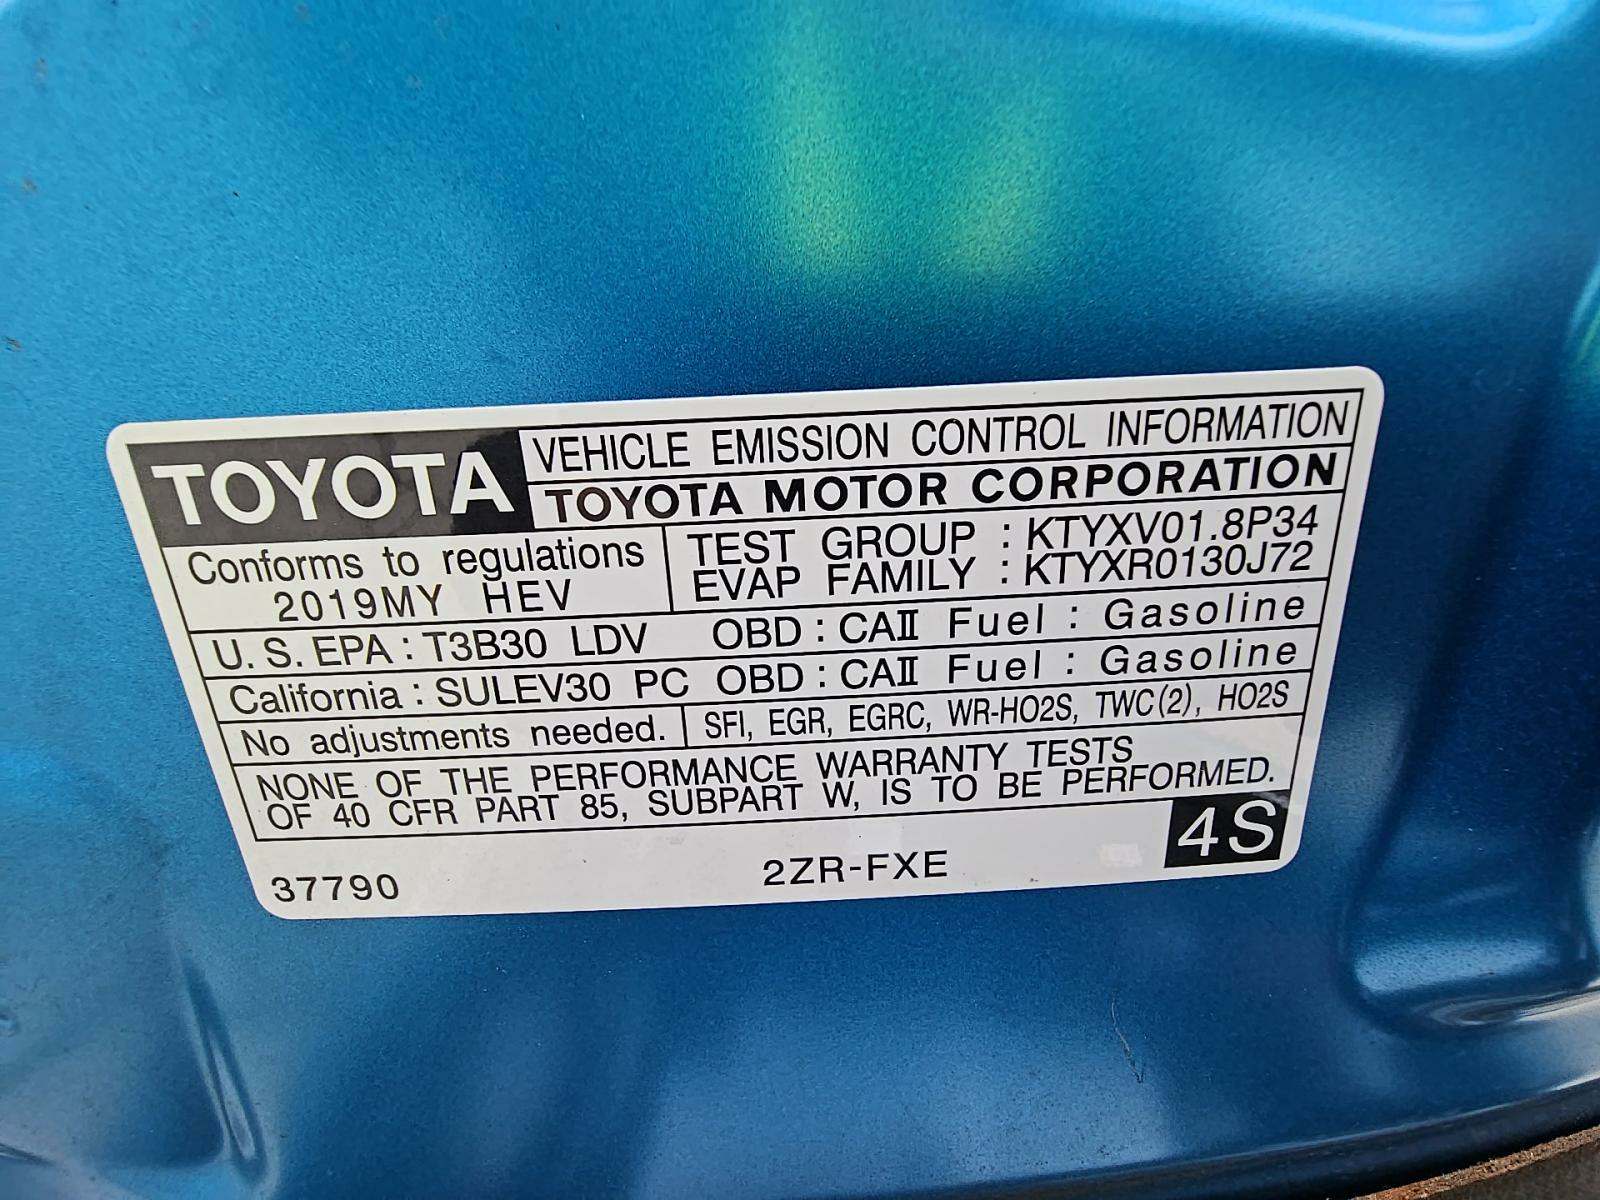 TOYOTA VEHICLE EMISSION CONTROL INFORMATION
TOYOTA MOTOR CORPORATION
Conforms to regulations
2019MY HEV
TEST GROUP : KTYXV01.8P34
EVAP FAMILY : KTYXR0130J72
U.S.EPA : T3B30 LDV OBD : CAⅡ Fuel : Gasoline
California : SULEV30 PC OBD : CAⅡ Fuel : Gasoline
No adjustments needed. SFI, EGR, EGRC, WR-HO2S, TWC(2), HO2S
NONE OF THE PERFORMANCE WARRANTY TESTS
OF 40 CFR PART 85, SUBPART W, IS TO BE PERFORMED.
37790 2ZR-FXE 4S